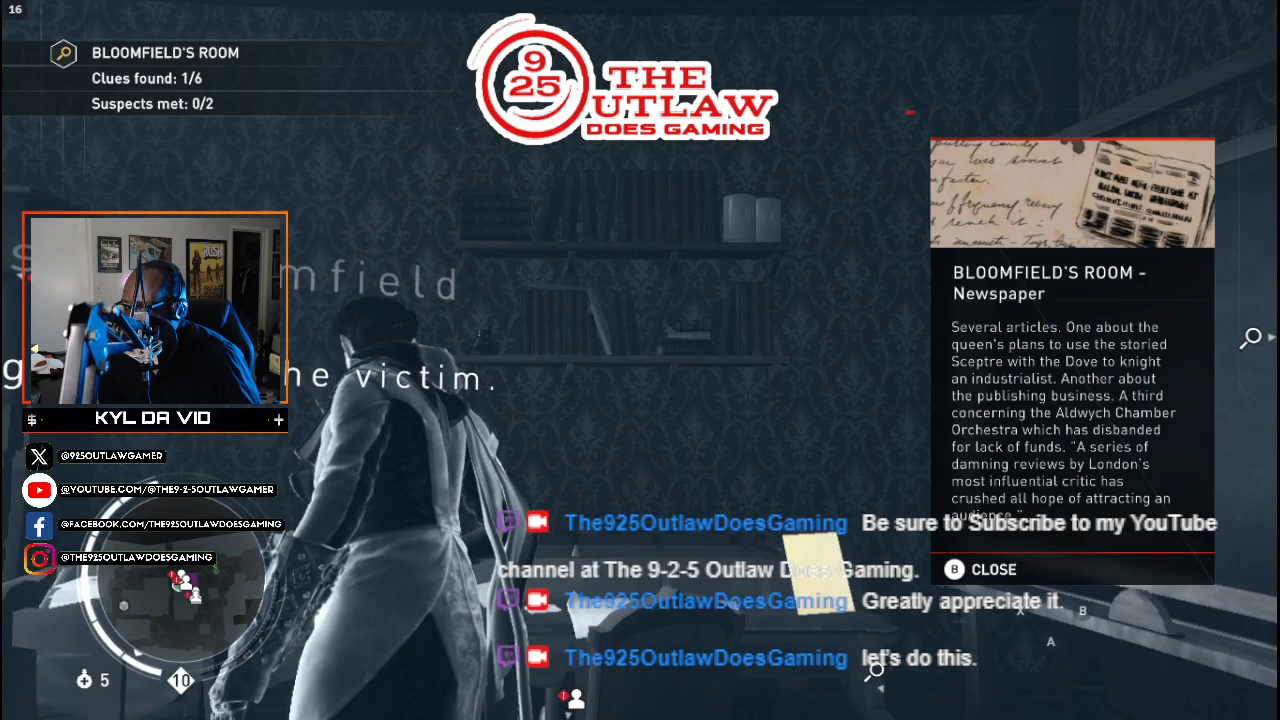 16
BLOOMFIELD'S ROOM
Clues found: 1/6
Suspects met: 0/2
9
25
THE
OUTLAW
DOES GAMING
mfield
he victim.
KYL DA VID
@925OUTLAWGAMER
@YOUTUBE.COM/@THE9-2-5OUTLAWGAMER
@FACEBOOK.COM/THE925OUTLAWDOESGAMING
@THE925OUTLAWDOESGAMING
5
10
BLOOMFIELD'S ROOM -
Newspaper
Several articles. One about the
queen's plans to use the storied
Sceptre with the Dove to knight
an industrialist. Another about
the publishing business. A third
concerning the Aldwych Chamber
Orchestra which has disbanded
for lack of funds. "A series of
damning reviews by London's
most influential critic has
crushed all hope of attracting an
audience."
B CLOSE
The925OutlawDoesGaming Be sure to Subscribe to my YouTube
channel at The 9-2-5 Outlaw Does Gaming.
The925OutlawDoesGaming Greatly appreciate it.
The925OutlawDoesGaming let's do this.
X
B
A